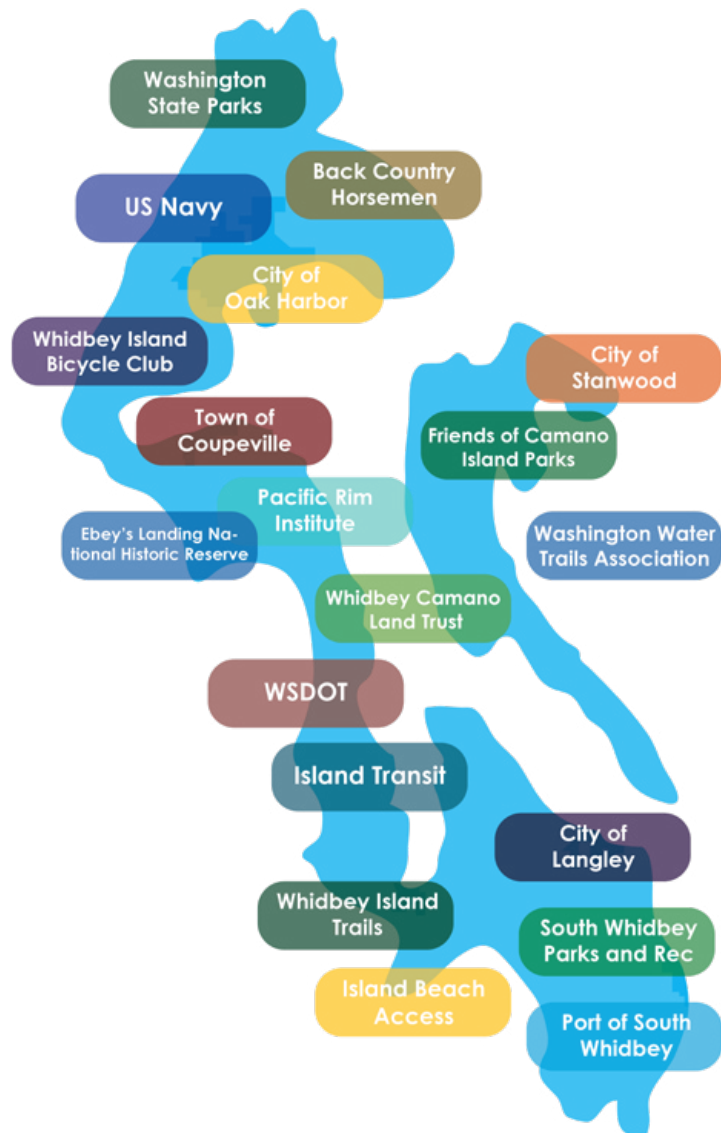 Washington
State Parks
Back Country
Horsemen
US Navy
City of
Oak Harbor
Whidbey Island
Bicycle Club
City of
Stanwood
Town of
Coupeville
Friends of Camano
Island Parks
Pacific Rim
Institute
Ebey's Landing Na-
tional Historic Reserve
Washington Water
Trails Association
Whidbey Camano
Land Trust
WSDOT
Island Transit
City of
Langley
Whidbey Island
Trails
South Whidbey
Parks and Rec
Island Beach
Access
Port of South
Whidbey